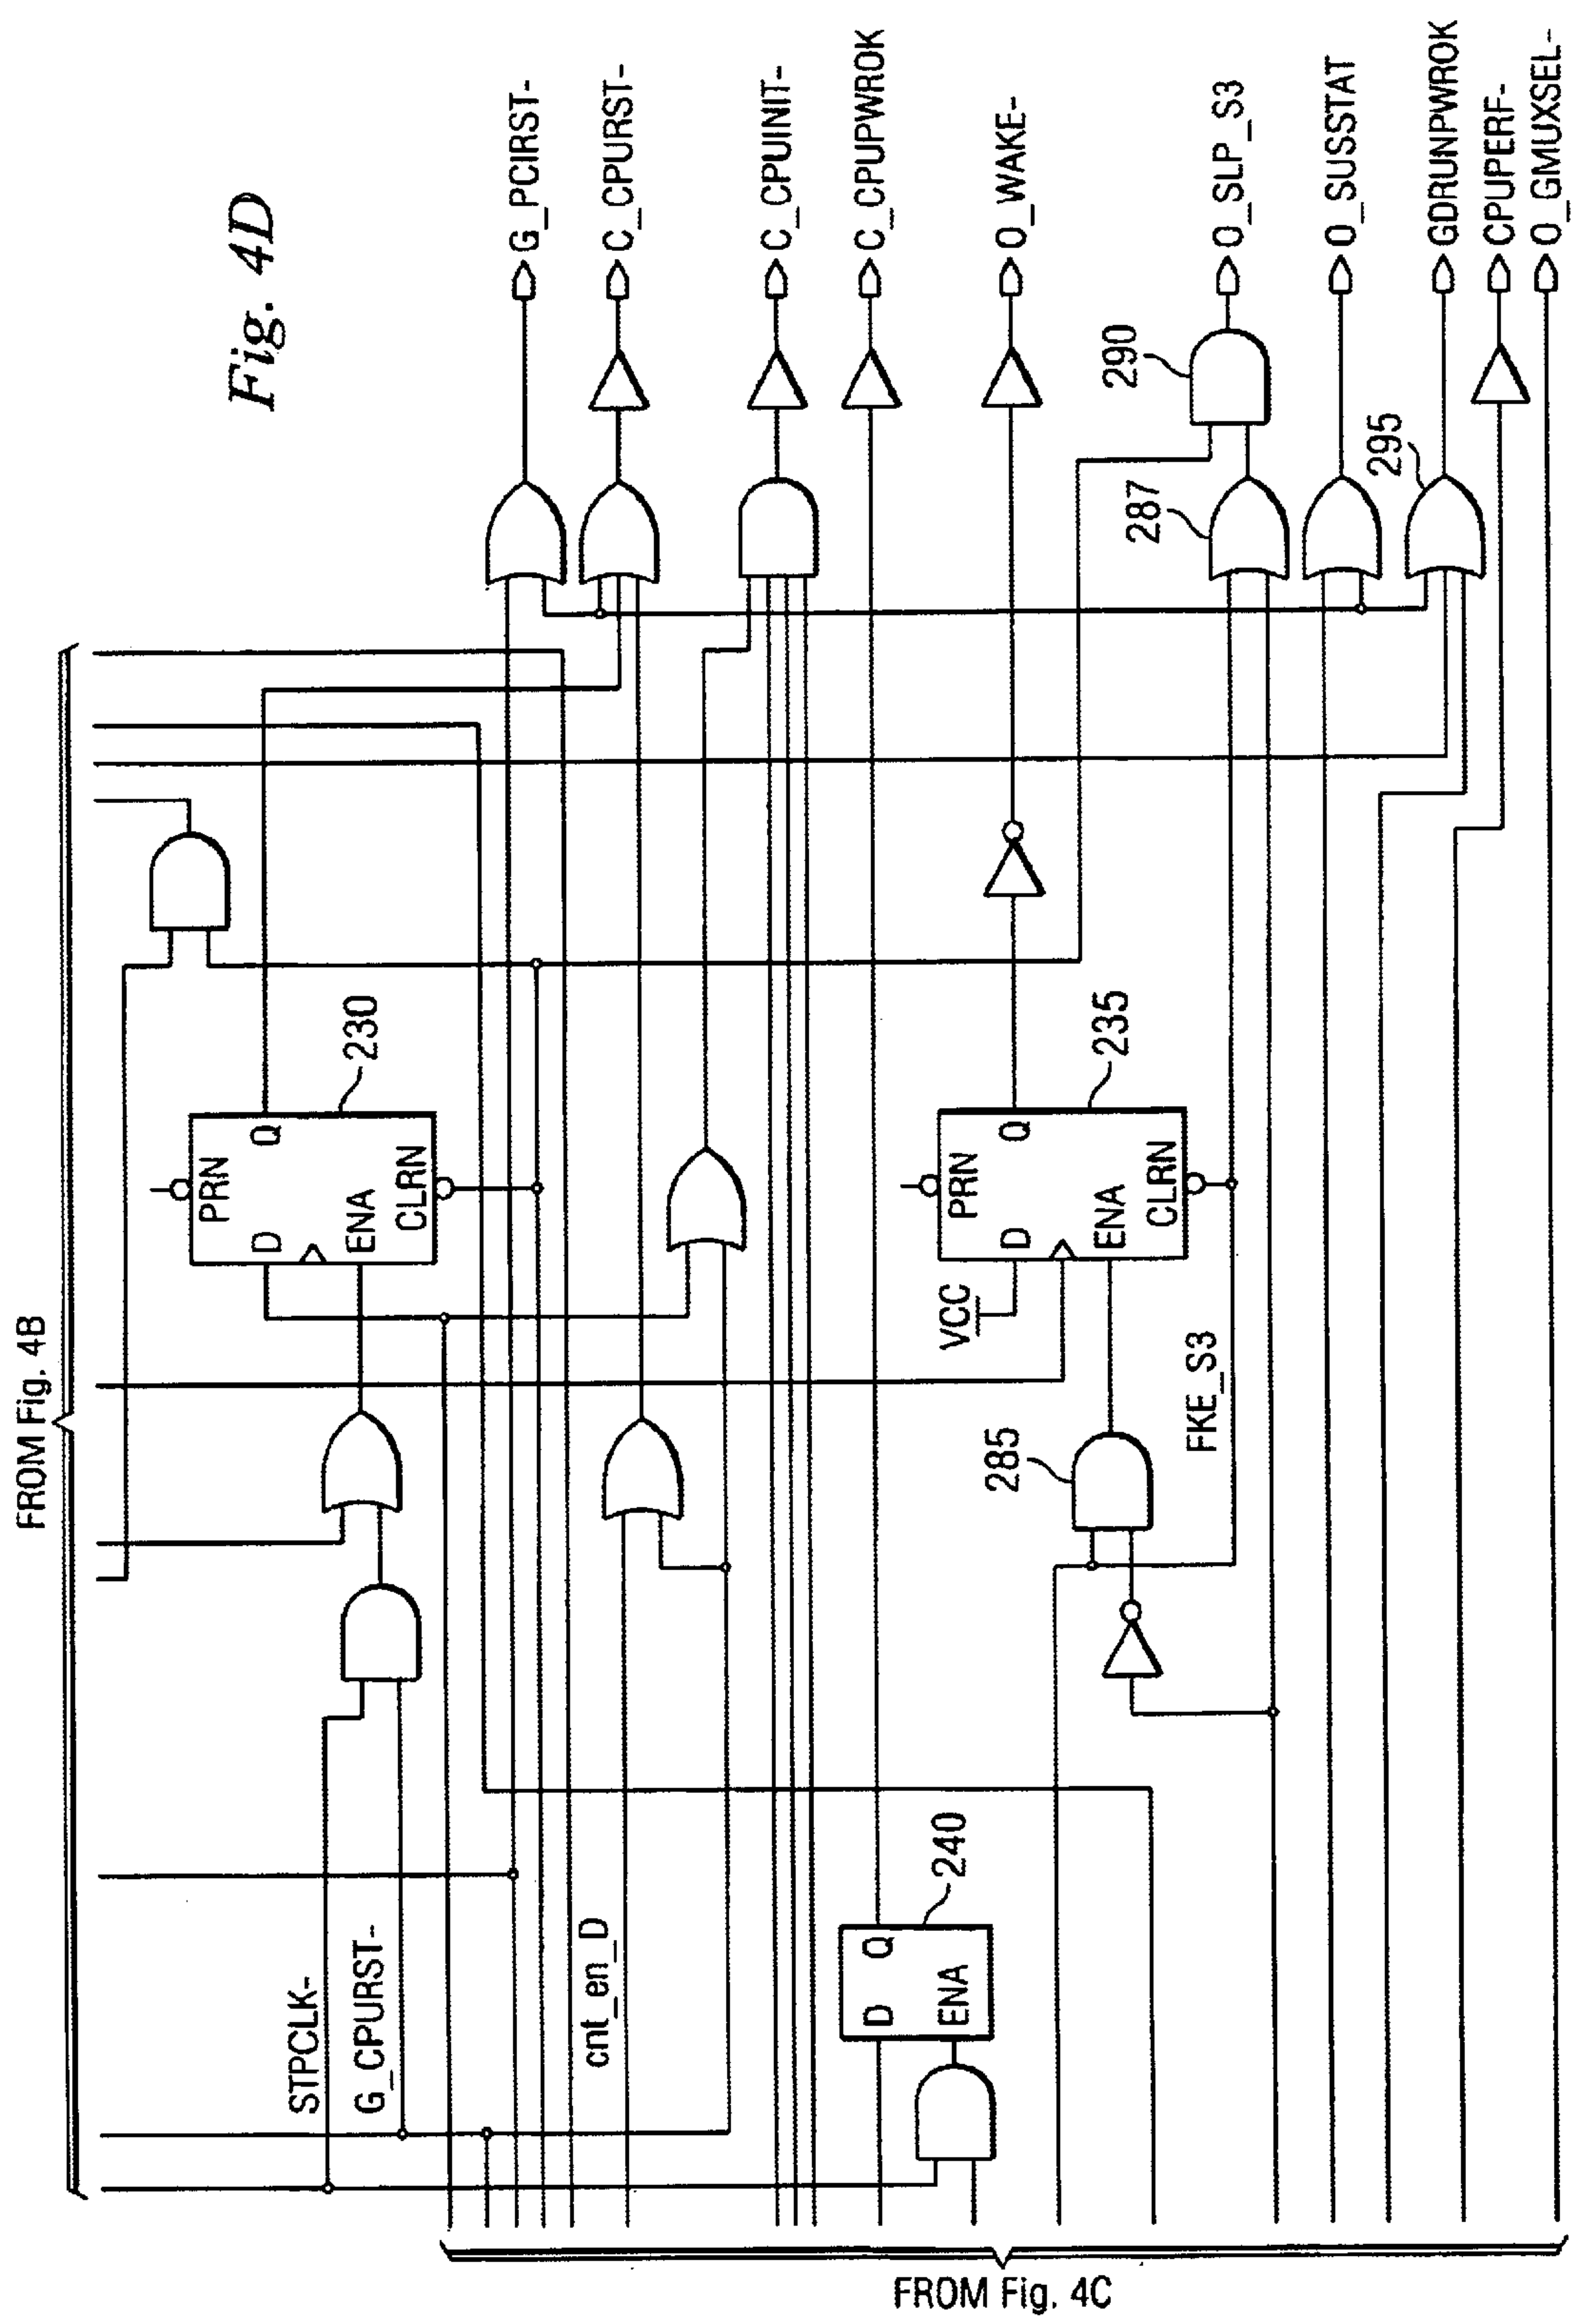 Fig. 4D
FROM Fig. 4B
G_PCIRST-
C_CPURST-
C_CPUINIT-
C_CPUPWROK
O_WAKE-
O_SLP_S3
O_SUSSTAT
GDRUNPWROK
CPUPERF-
O_GMUXSEL-
290
287
295
230
PRN
D
Q
ENA
CLRN
235
PRN
D
Q
ENA
CLRN
VCC
285
FKE_S3
STPCLK-
G_CPURST-
cnt_en_D
240
D
Q
ENA
FROM Fig. 4C